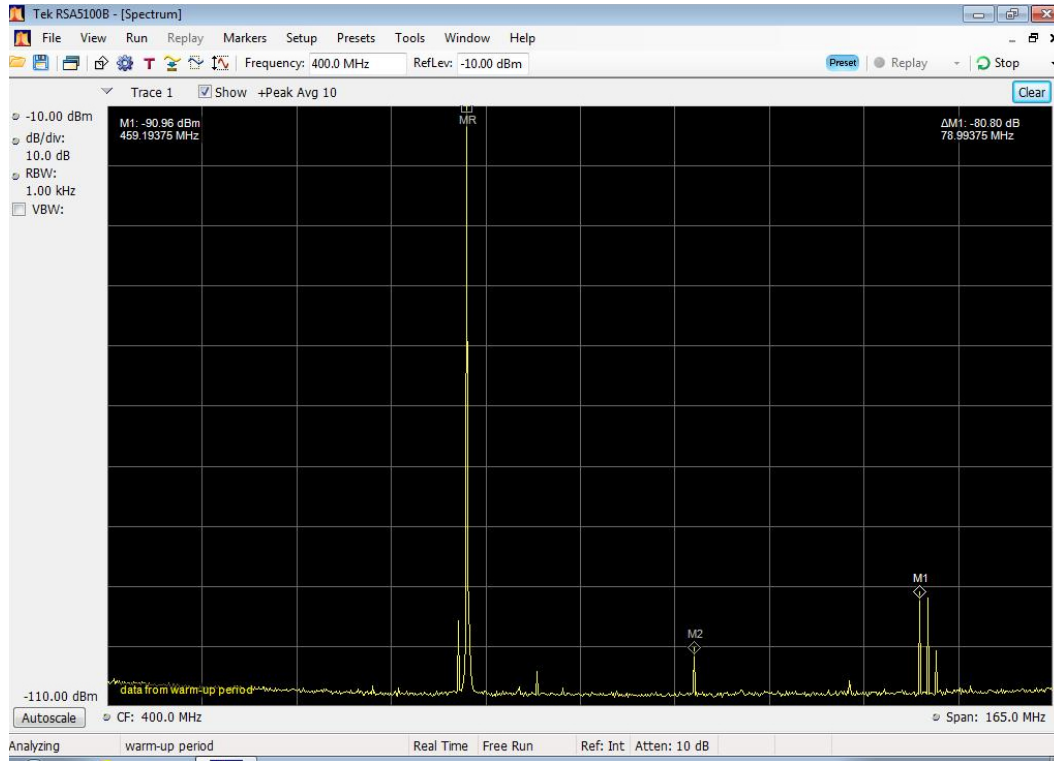 Tek RSA5100B - [Spectrum]
File View Run Replay Markers Setup Presets Tools Window Help
T Frequency: 400.0 MHz RefLev: -10.00 dBm Preset Replay Stop
Trace 1 Show +Peak Avg 10 Clear
-10.00 dBm
dB/div:
10.0 dB
RBW:
1.00 kHz
VBW:
M1: -90.96 dBm
459.19375 MHz
MR
ΔM1: -80.80 dB
78.99375 MHz
M1
M2
data from warm-up period
-110.00 dBm
Autoscale CF: 400.0 MHz Span: 165.0 MHz
Analyzing warm-up period Real Time Free Run Ref: Int Atten: 10 dB